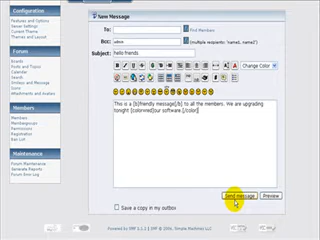 Configuration
Features and Options
Server Settings
Current Theme
Themes and Layout
Forum
Boards
Posts and Topics
Calendar
Search
Smileys and Message
Icons
Attachments and Avatars
Members
Members
Membergroups
Permissions
Registration
Ban List
Maintenance
Forum Maintenance
Generate Reports
Forum Error Log
New Message
To:
Find Members
Bcc:
admin
(multiple recipients: 'name1, name2')
Subject:
hello friends
Change Color
This is a [b]friendly message[/b] to all the members. We are upgrading
tonight [color=red]our software.[/color]
Send message
Preview
Save a copy in my outbox
Powered by SMF 1.1.1 | SMF © 2006, Simple Machines LLC